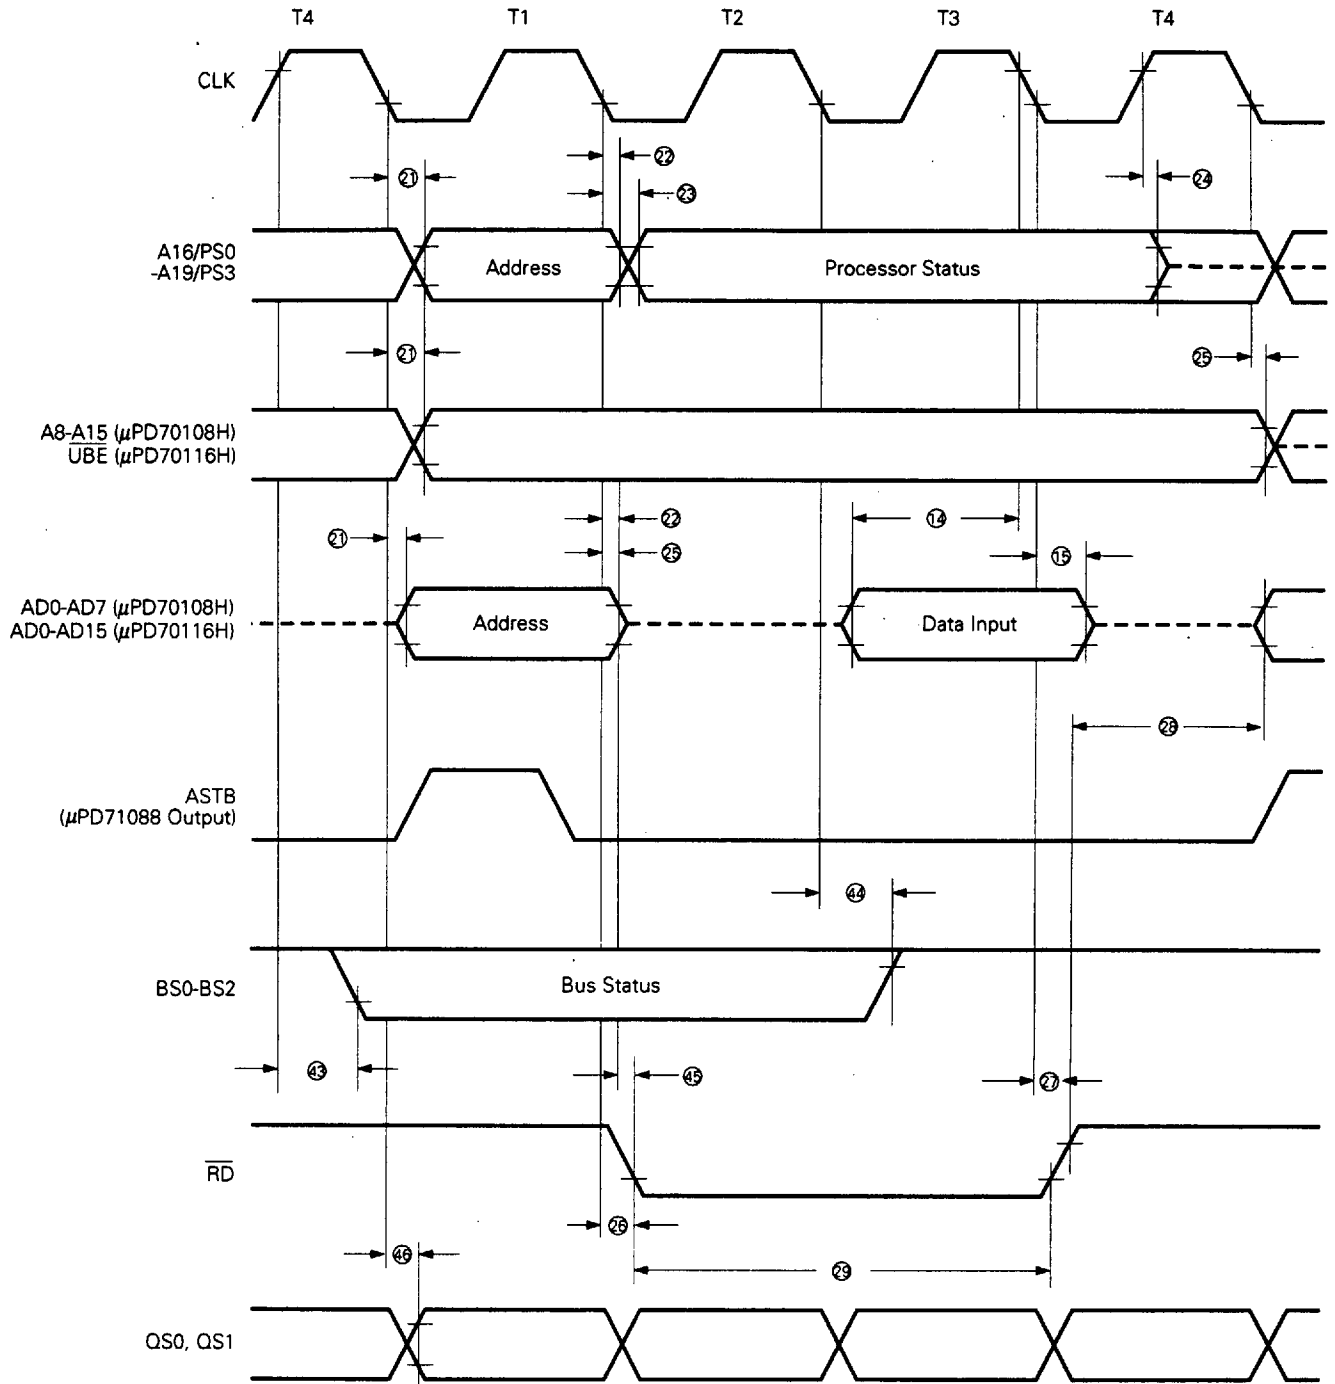 T4 T1 T2 T3 T4
CLK
㉒
㉑ ㉓ ㉔
A16/PS0
-A19/PS3
Address Processor Status
㉑ ㉕
A8-A15 (μPD70108H)
U̅B̅E̅ (μPD70116H)
㉒ ⑭
㉑ ㉕ ⑮
AD0-AD7 (μPD70108H)
AD0-AD15 (μPD70116H)
Address Data Input
㉘
ASTB
(μPD71088 Output)
㊹
BS0-BS2 Bus Status
㊸ ㊺ ㉗
R̅D̅
㉖
㊻ ㉙
QS0, QS1